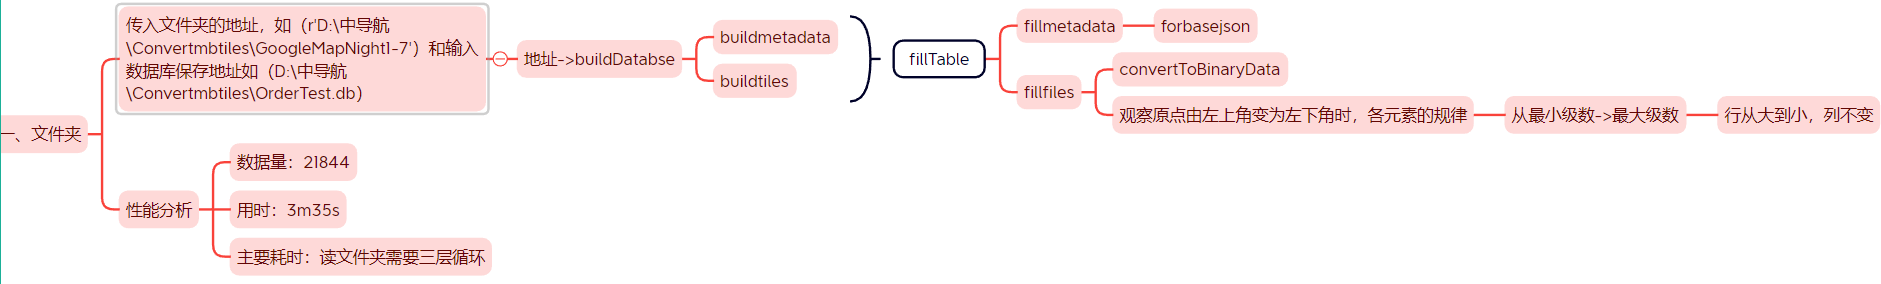 一、文件夹
传入文件夹的地址，如（r'D:\中导航
\Convertmbtiles\GoogleMapNight1-7'）和输入
数据库保存地址如（D:\中导航
\Convertmbtiles\OrderTest.db）
地址->buildDatabse
buildmetadata
buildtiles
fillTable
fillmetadata
forbasejson
fillfiles
convertToBinaryData
观察原点由左上角变为左下角时，各元素的规律
从最小级数->最大级数
行从大到小，列不变
性能分析
数据量：21844
用时：3m35s
主要耗时：读文件夹需要三层循环